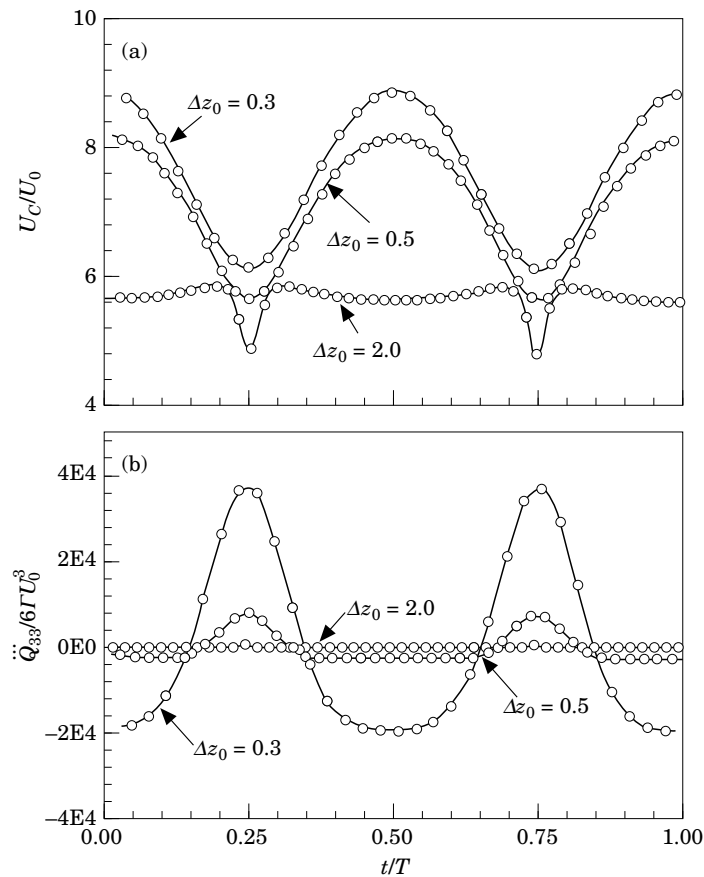 10
(a)
Δz₀ = 0.3
8
U_C/U₀
Δz₀ = 0.5
6
Δz₀ = 2.0
4
(b)
4E4
2E4
Δz₀ = 2.0
0E0
Q⃛₃₃/6ΓU₀³
Δz₀ = 0.5
−2E4
Δz₀ = 0.3
−4E4
0.00 0.25 0.50 0.75 1.00
t/T